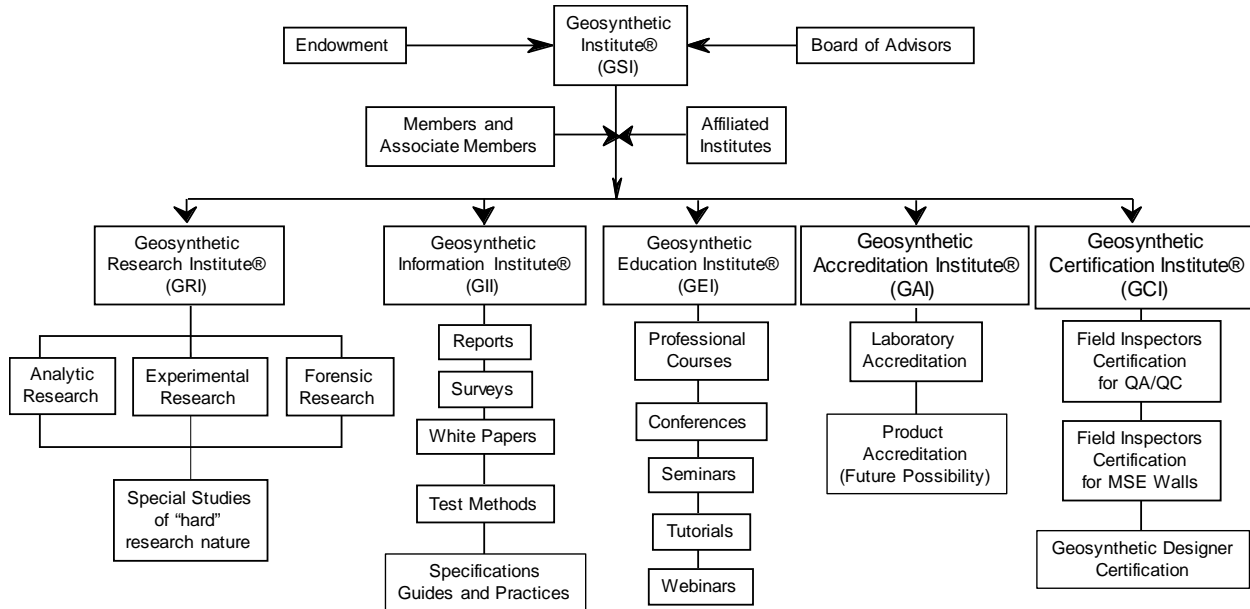 Endowment
Geosynthetic
Institute®
(GSI)
Board of Advisors
Members and
Associate Members
Affiliated
Institutes
Geosynthetic
Research Institute®
(GRI)
Geosynthetic
Information Institute®
(GII)
Geosynthetic
Education Institute®
(GEI)
Geosynthetic
Accreditation Institute®
(GAI)
Geosynthetic
Certification Institute®
(GCI)
Analytic
Research
Experimental
Research
Forensic
Research
Special Studies
of “hard”
research nature
Reports
Surveys
White Papers
Test Methods
Specifications
Guides and Practices
Professional
Courses
Conferences
Seminars
Tutorials
Webinars
Laboratory
Accreditation
Product
Accreditation
(Future Possibility)
Field Inspectors
Certification
for QA/QC
Field Inspectors
Certification
for MSE Walls
Geosynthetic Designer
Certification